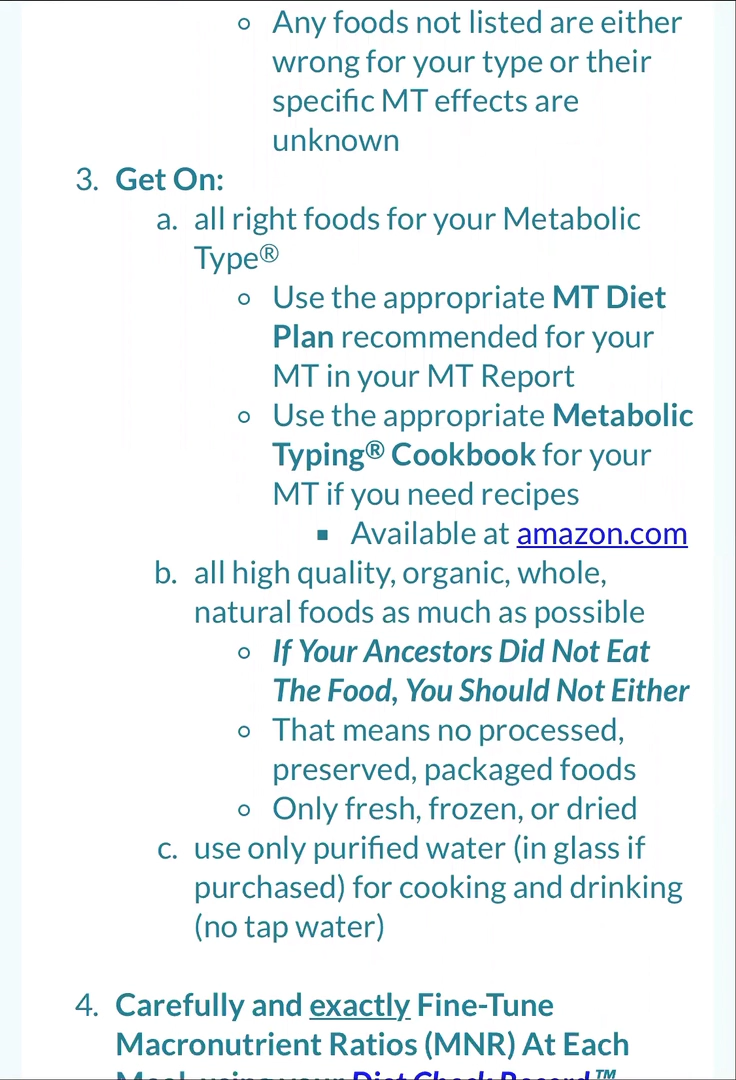 ◦ Any foods not listed are either
wrong for your type or their
specific MT effects are
unknown
3. Get On:
a. all right foods for your Metabolic
Type®
◦ Use the appropriate MT Diet
Plan recommended for your
MT in your MT Report
◦ Use the appropriate Metabolic
Typing® Cookbook for your
MT if you need recipes
▪ Available at amazon.com
b. all high quality, organic, whole,
natural foods as much as possible
◦ If Your Ancestors Did Not Eat
The Food, You Should Not Either
◦ That means no processed,
preserved, packaged foods
◦ Only fresh, frozen, or dried
c. use only purified water (in glass if
purchased) for cooking and drinking
(no tap water)
4. Carefully and exactly Fine-Tune
Macronutrient Ratios (MNR) At Each
Meal using your Diet Check Record™